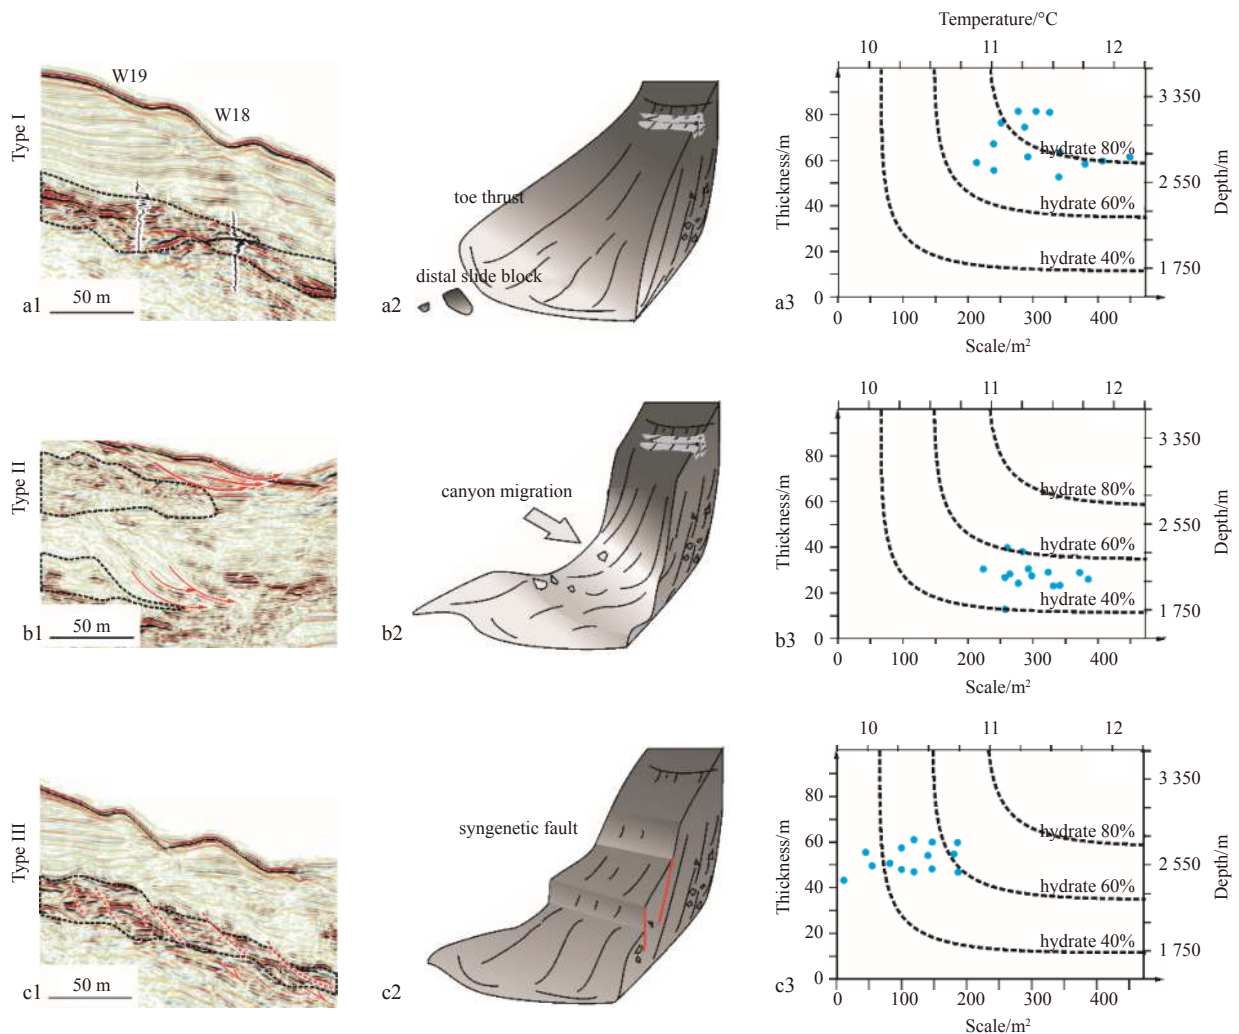 Type I
W19
W18
50 m
a1
toe thrust
distal slide block
a2
Temperature/°C
10 11 12
Thickness/m
80
60
40
20
0
hydrate 80%
hydrate 60%
hydrate 40%
3 350
2 550
1 750
Depth/m
a3
0 100 200 300 400
Scale/m²
Type II
50 m
b1
canyon migration
b2
10 11 12
Thickness/m
80
60
40
20
0
hydrate 80%
hydrate 60%
hydrate 40%
3 350
2 550
1 750
Depth/m
b3
0 100 200 300 400
Scale/m²
Type III
50 m
c1
syngenetic fault
c2
10 11 12
Thickness/m
80
60
40
20
0
hydrate 80%
hydrate 60%
hydrate 40%
3 350
2 550
1 750
Depth/m
c3
0 100 200 300 400
Scale/m²